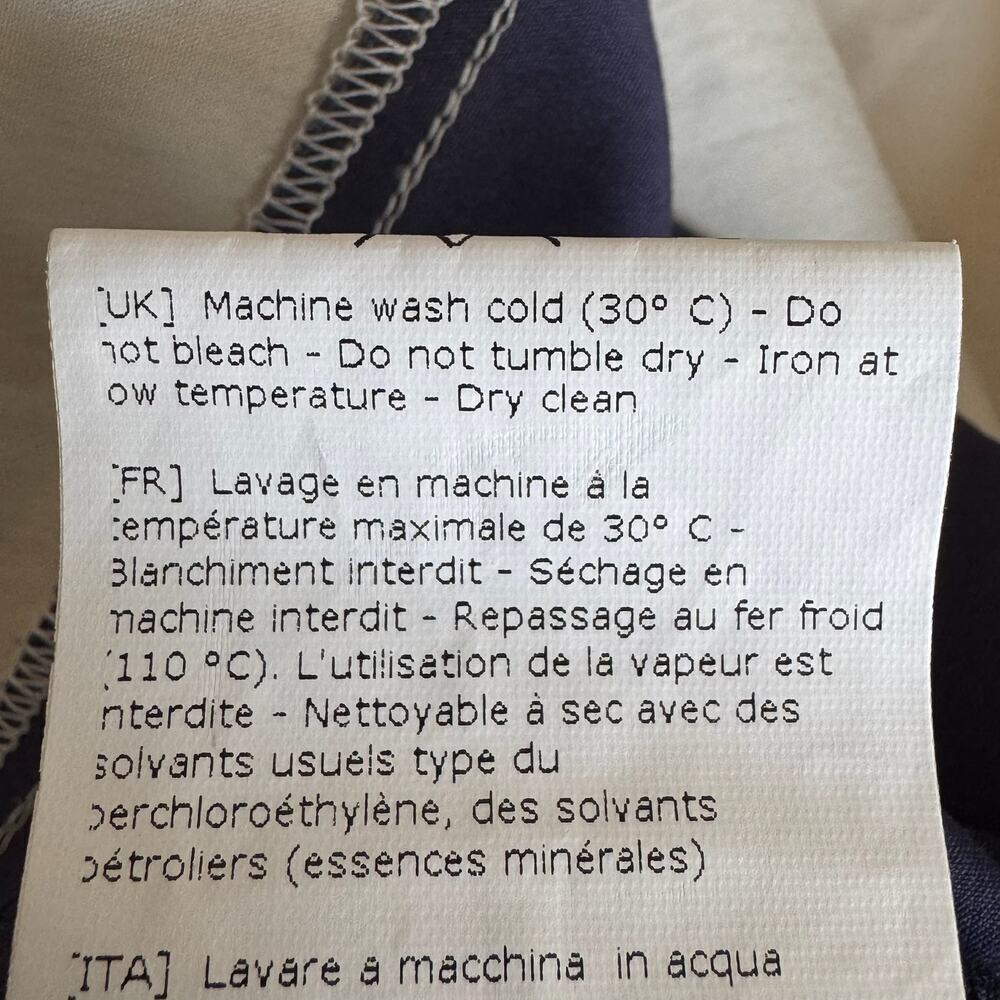 [UK] Machine wash cold (30° C) - Do
not bleach - Do not tumble dry - Iron at
ow temperature - Dry clean
[FR] Lavage en machine à la
température maximale de 30° C -
Blanchiment interdit - Séchage en
machine interdit - Repassage au fer froid
(110 °C). L'utilisation de la vapeur est
nterdite - Nettoyable à sec avec des
solvants usuels type du
perchloroéthylène, des solvants
pétroliers (essences minérales)
[ITA] Lavare a macchina in acqua